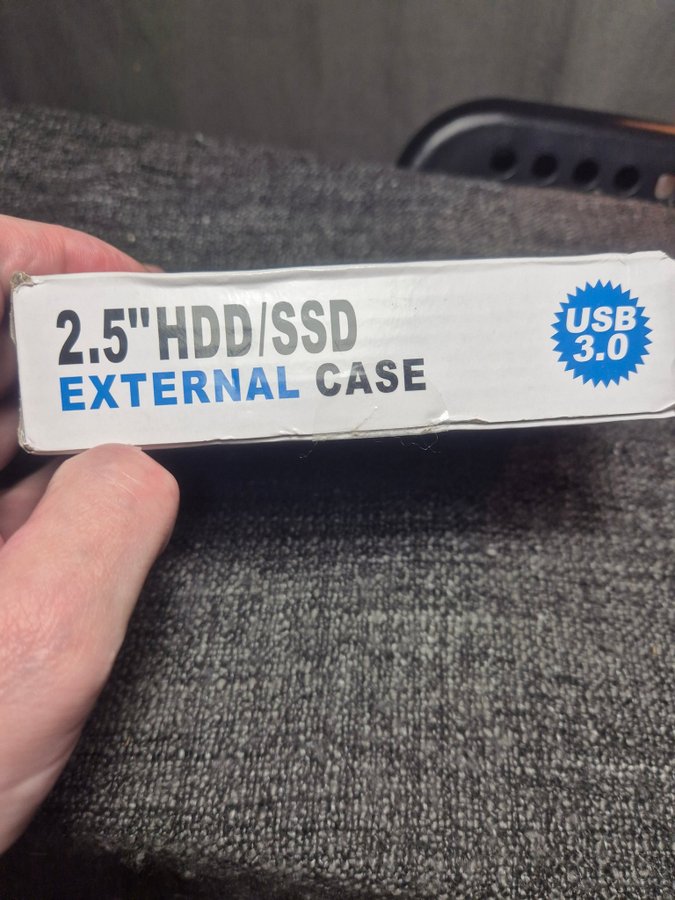 2.5"HDD/SSD
EXTERNAL CASE
USB
3.0